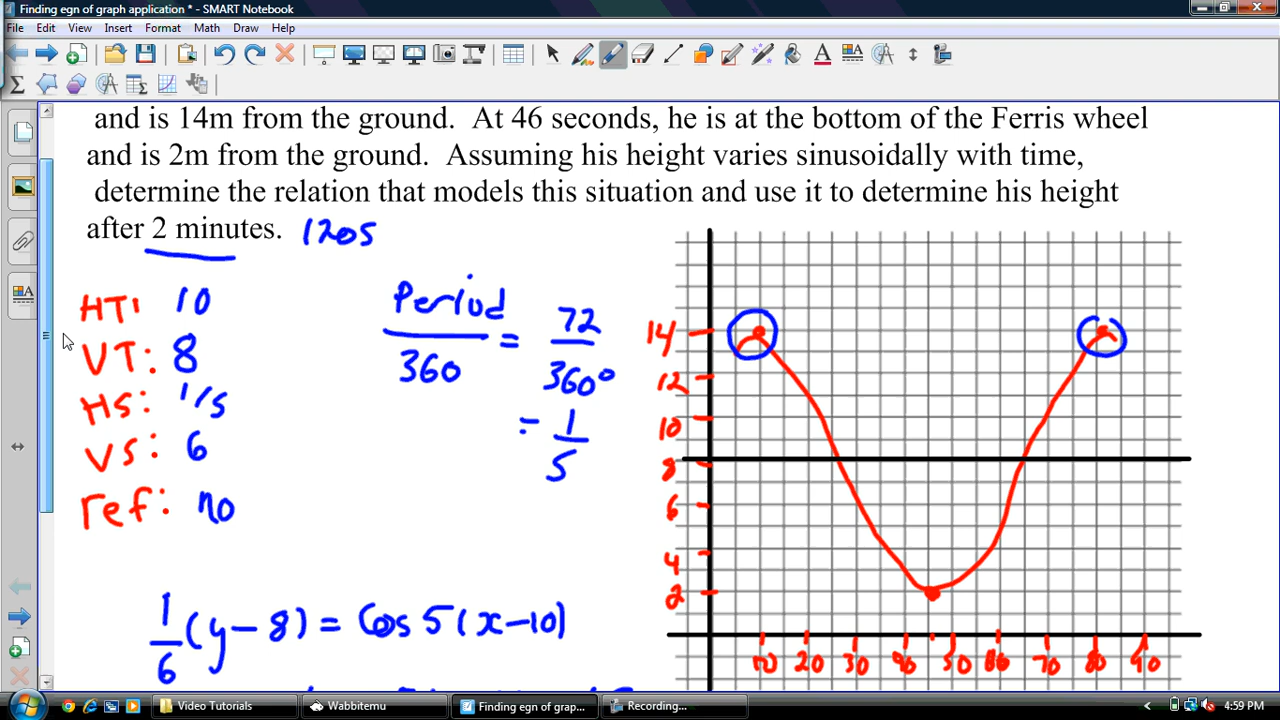 Finding eqn of graph application * - SMART Notebook
File Edit View Insert Format Math Draw Help
and is 14m from the ground. At 46 seconds, he is at the bottom of the Ferris wheel
and is 2m from the ground. Assuming his height varies sinusoidally with time,
determine the relation that models this situation and use it to determine his height
after 2 minutes. 120s
HT: 10
VT: 8
HS: 1/5
VS: 6
ref: no
Period/360 = 72/360°
= 1/5
1/6(y-8) = Cos 5(x-10)
14
12
10
8
6
4
2
10 20 30 40 50 60 70 80 90
Video Tutorials Wabbitemu Finding eqn of grap... Recording... 4:59 PM